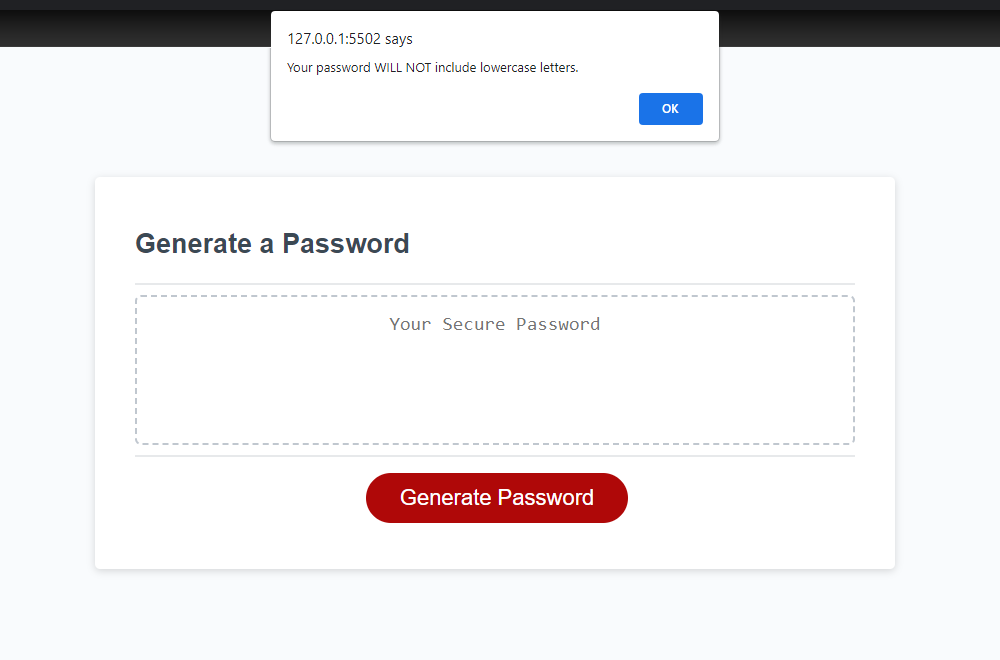 127.0.0.1:5502 says
Your password WILL NOT include lowercase letters.
OK
Generate a Password
Your Secure Password
Generate Password